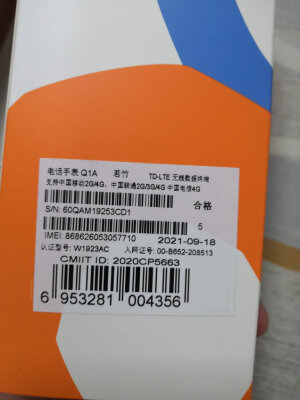 电话手表 Q1A 若竹 TD-LTE 无线数据终端
支持中国移动2G/4G、中国联通2G/3G/4G 中国电信4G
合格
S/N: 60QAM19253CD1
5
IMEI: 868626053057710 2021-09-18
认证型号: W1923AC 入网证号: 00-B652-208513
CMIIT ID: 2020CP5663
6 953281 004356